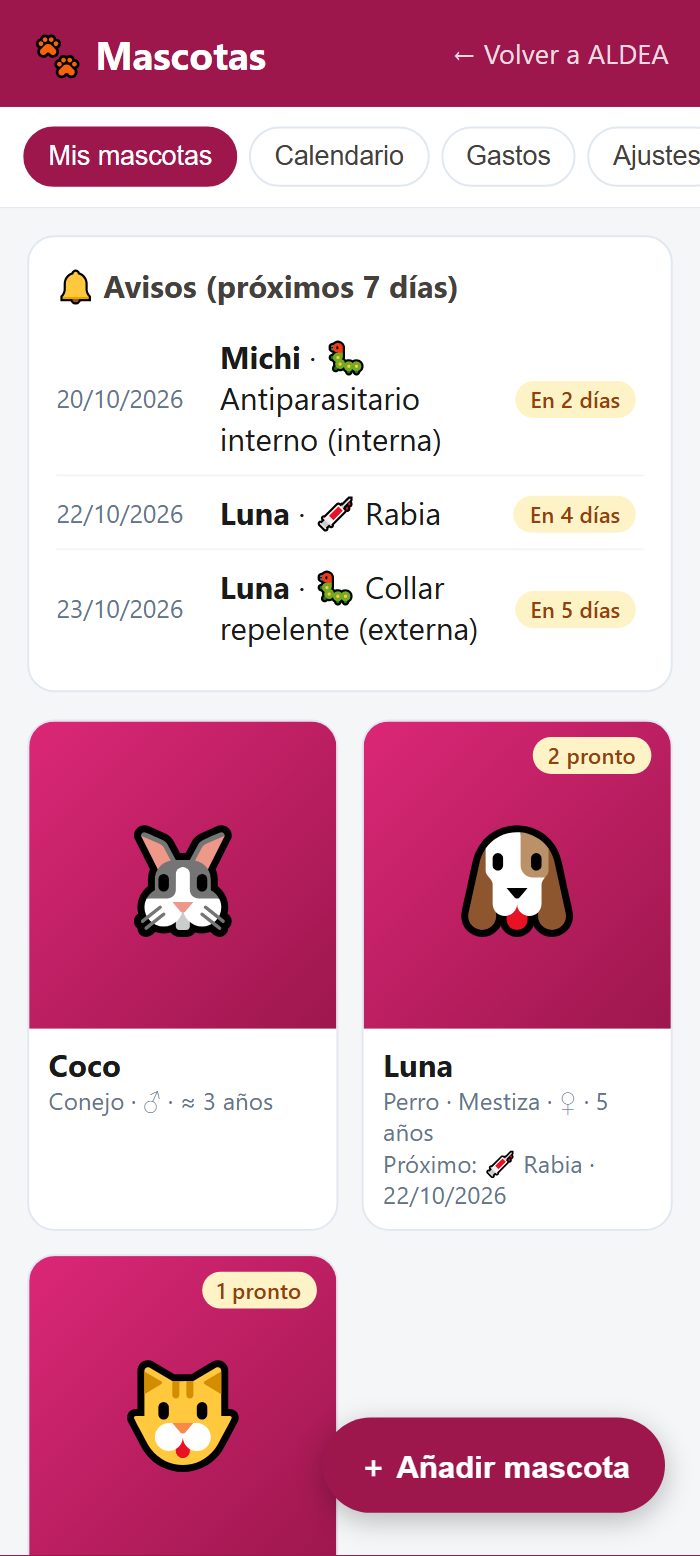 Mascotas
← Volver a ALDEA
Mis mascotas
Calendario
Gastos
Ajustes
Avisos (próximos 7 días)
20/10/2026
Michi ·
Antiparasitario
interno (interna)
En 2 días
22/10/2026
Luna · Rabia
En 4 días
23/10/2026
Luna · Collar
repelente (externa)
En 5 días
Coco
Conejo · ♂ · ≈ 3 años
2 pronto
Luna
Perro · Mestiza · ♀ · 5
años
Próximo: Rabia ·
22/10/2026
1 pronto
+ Añadir mascota